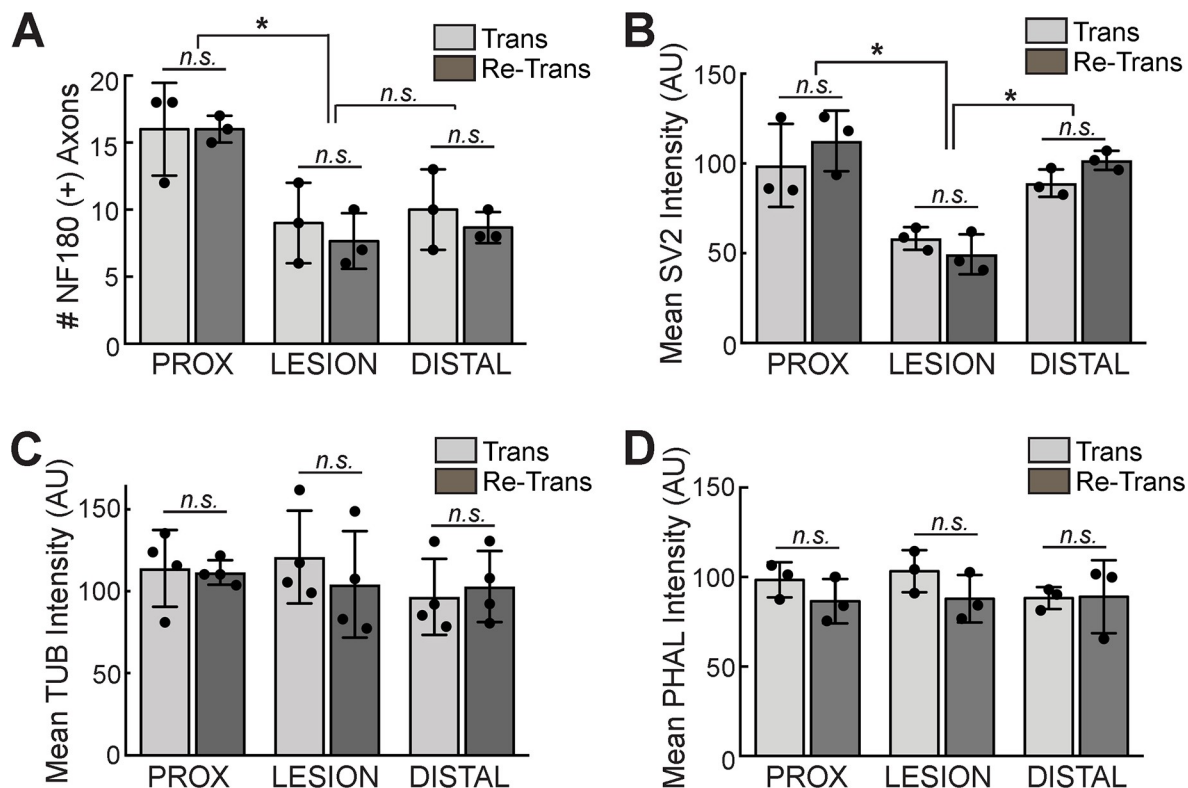 A
*
Trans
Re-Trans
n.s.
n.s.
n.s.
n.s.
# NF180 (+) Axons
20
15
10
5
0
PROX LESION DISTAL
B
*
Trans
Re-Trans
n.s.
*
n.s.
n.s.
Mean SV2 Intensity (AU)
150
100
50
0
PROX LESION DISTAL
C
Trans
Re-Trans
n.s.
n.s.
n.s.
Mean TUB Intensity (AU)
150
100
50
0
PROX LESION DISTAL
D
Trans
Re-Trans
n.s.
n.s.
n.s.
Mean PHAL Intensity (AU)
150
100
50
0
PROX LESION DISTAL